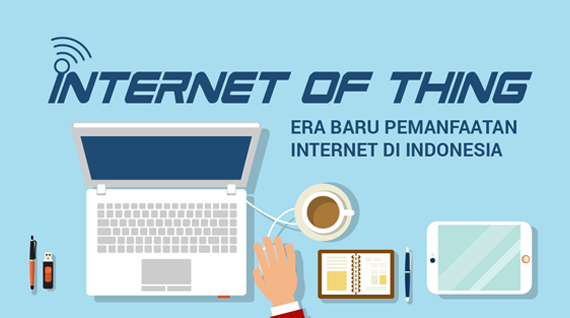 INTERNET OF THING
ERA BARU PEMANFAATAN
INTERNET DI INDONESIA